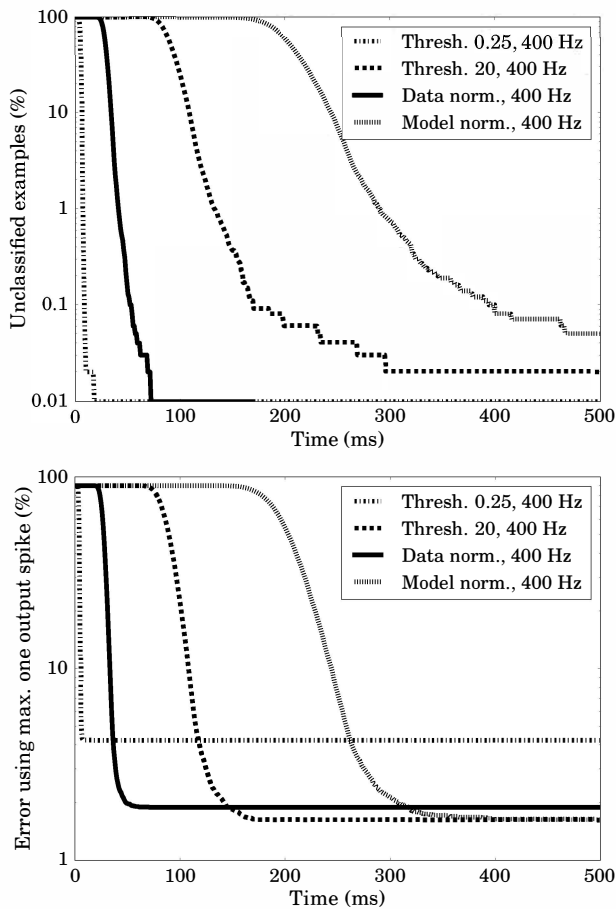 Unclassified examples (%)
100
10
1
0.1
0.01
Thresh. 0.25, 400 Hz
Thresh. 20, 400 Hz
Data norm., 400 Hz
Model norm., 400 Hz
0 100 200 300 400 500
Time (ms)
Error using max. one output spike (%)
100
10
1
Thresh. 0.25, 400 Hz
Thresh. 20, 400 Hz
Data norm., 400 Hz
Model norm., 400 Hz
0 100 200 300 400 500
Time (ms)